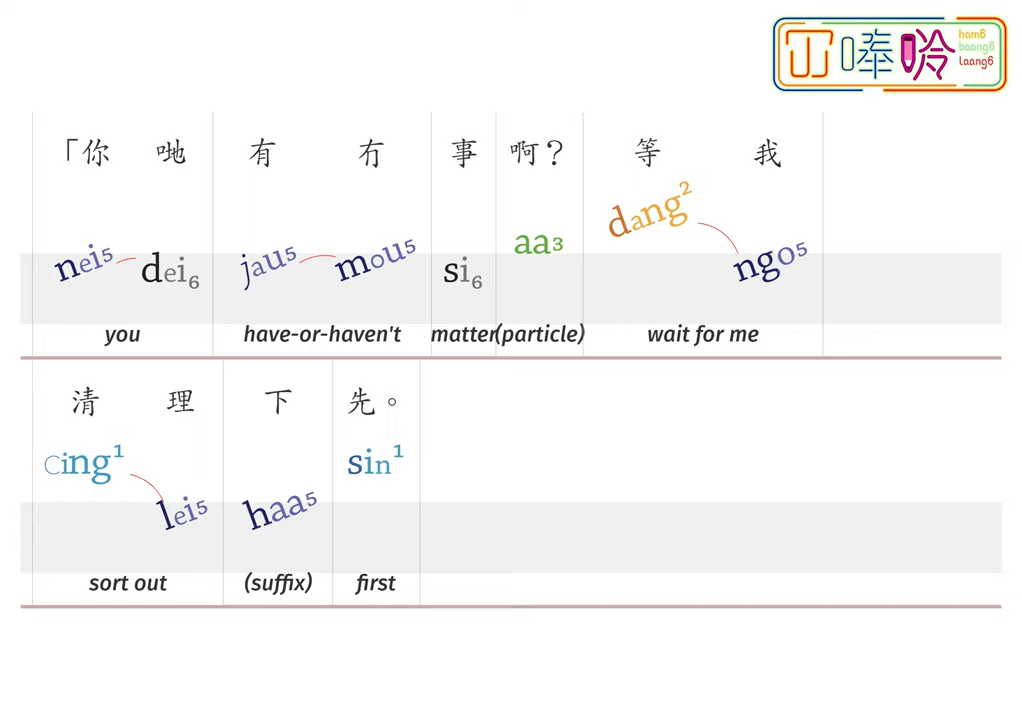 冚唪唥
ham6
baang6
laang6
「你 哋 有 冇 事 啊？ 等 我
nei5 dei6 jau5 mou5 si6 aa3 dang2 ngo5
you have-or-haven't matter (particle) wait for me
清 理 下 先。
cing1 lei5 haa5 sin1
sort out (suffix) first